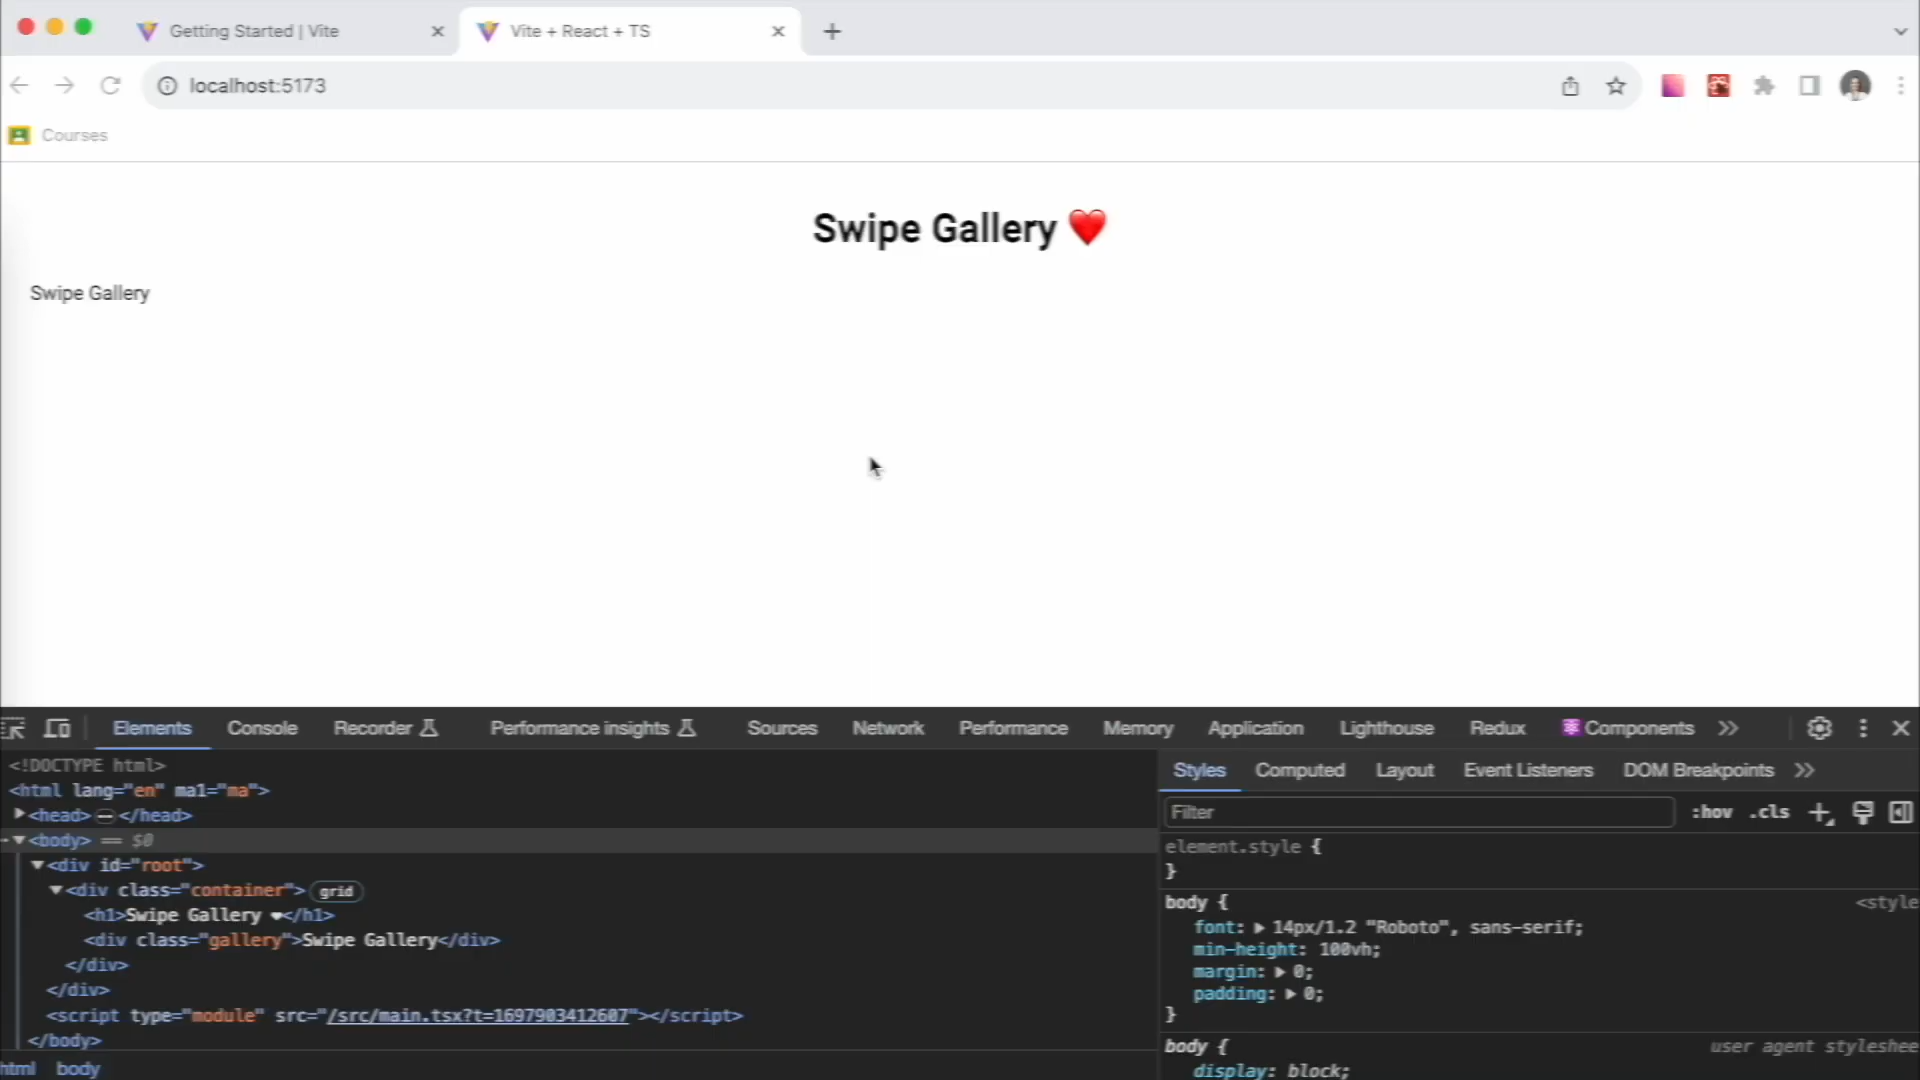 Getting Started | Vite
Vite + React + TS
localhost:5173
Courses
Swipe Gallery ❤️
Swipe Gallery
Elements Console Recorder Performance insights Sources Network Performance Memory Application Lighthouse Redux ⚛️Components
<!DOCTYPE html>
<html lang="en" ma1="ma">
<head>…</head>
<body> == $0
<div id="root">
<div class="container"> grid
<h1>Swipe Gallery ❤</h1>
<div class="gallery">Swipe Gallery</div>
</div>
</div>
<script type="module" src="/src/main.tsx?t=1697903412607"></script>
</body>
html body
Styles Computed Layout Event Listeners DOM Breakpoints
Filter :hov .cls
element.style {
}
body { <style
font: 14px/1.2 "Roboto", sans-serif;
min-height: 100vh;
margin: 0;
padding: 0;
}
body { user agent styleshee
display: block;